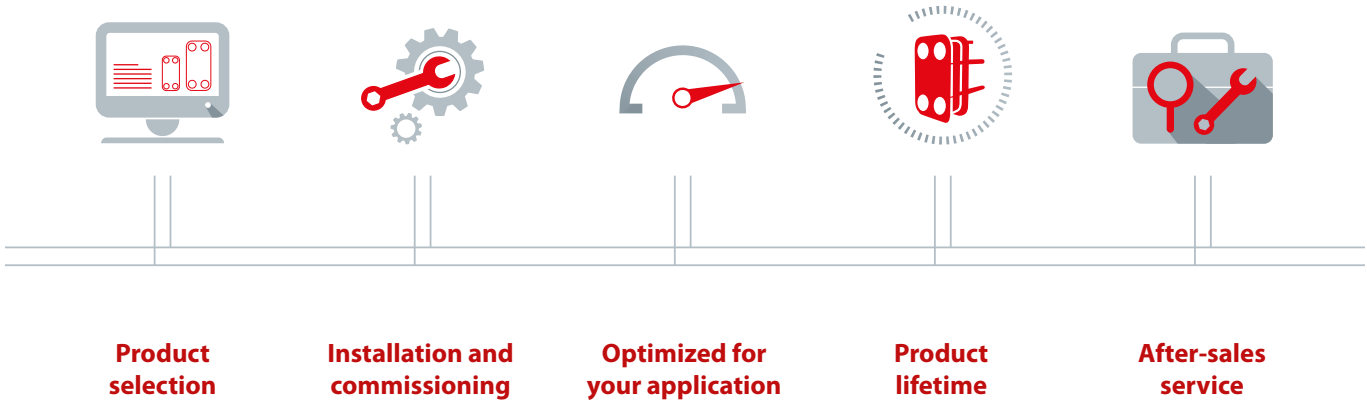 Product
selection
Installation and
commissioning
Optimized for
your application
Product
lifetime
After-sales
service